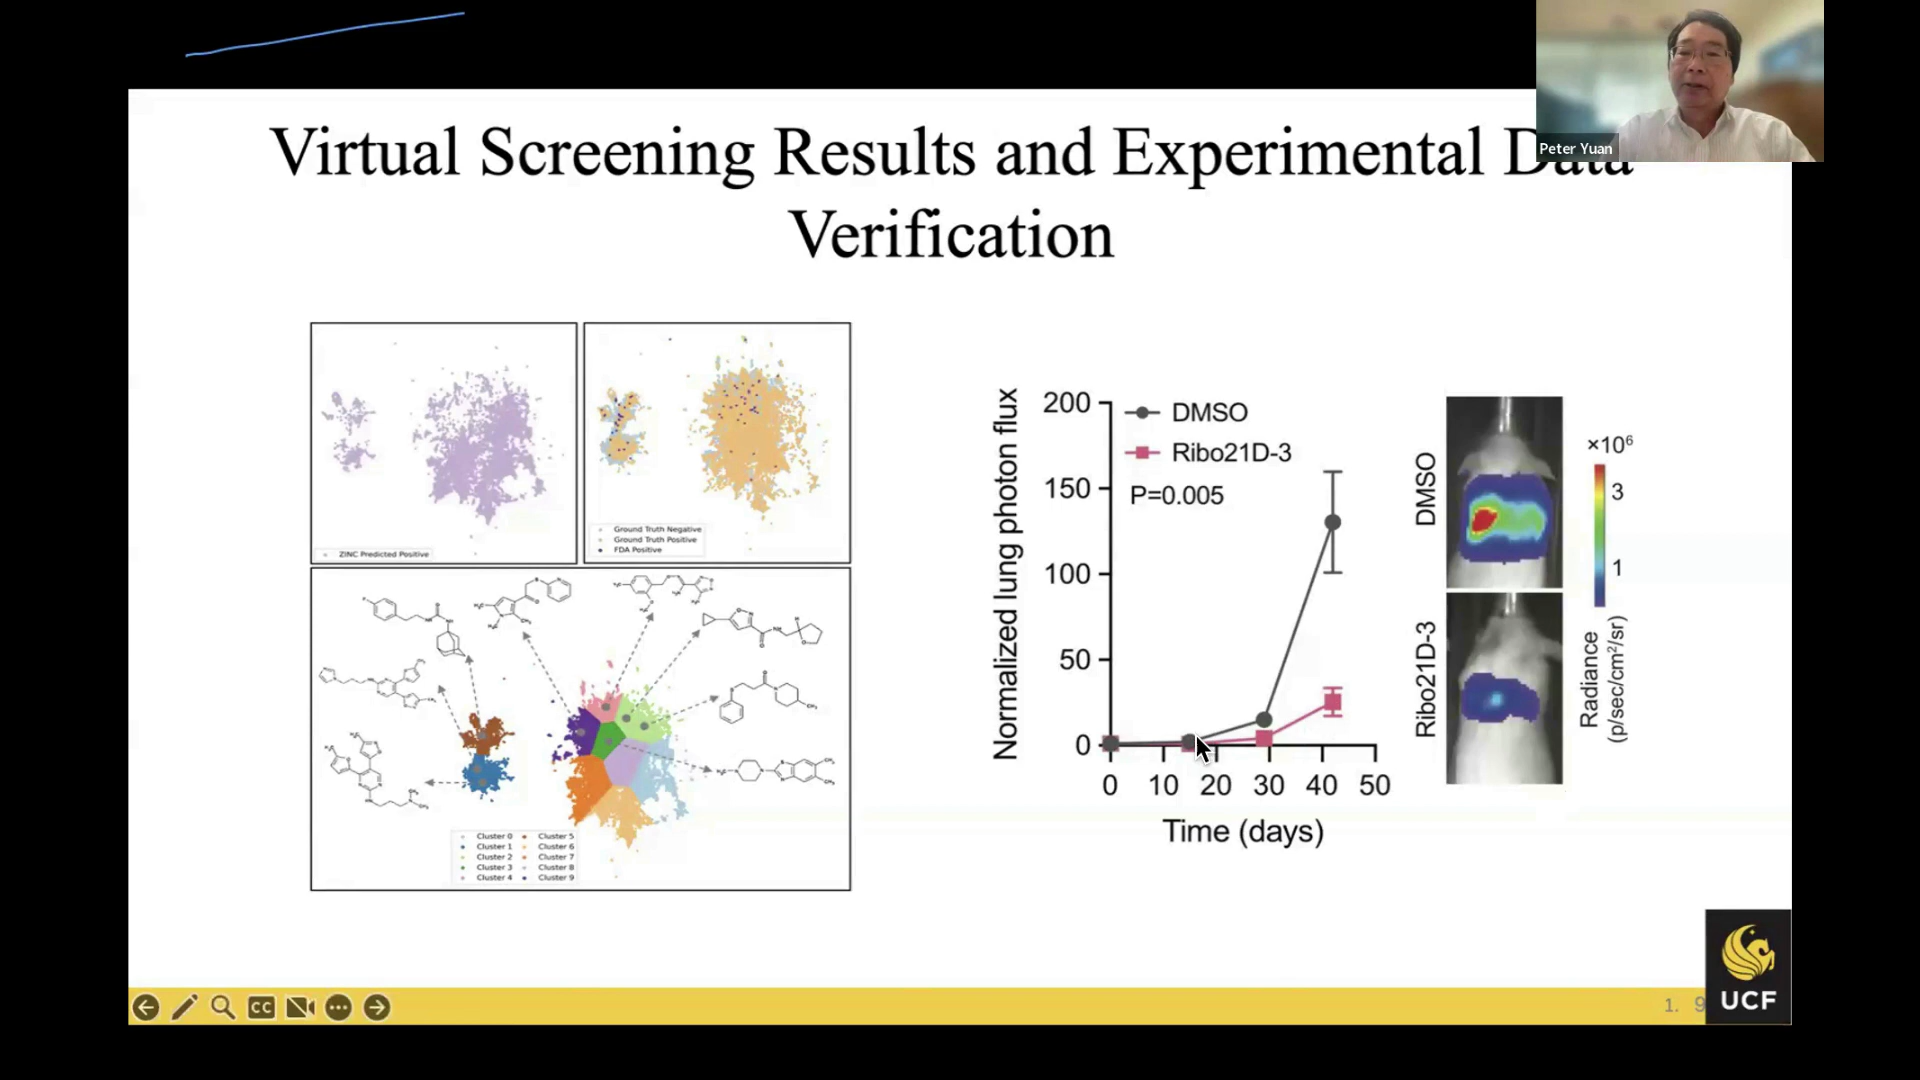 Peter Yuan
Virtual Screening Results and Experimental Data
Verification
ZINC Predicted Positive
Ground Truth Negative
Ground Truth Positive
FDA Positive
Cluster 0
Cluster 5
Cluster 1
Cluster 6
Cluster 2
Cluster 7
Cluster 3
Cluster 8
Cluster 4
Cluster 9
Normalized lung photon flux
200
150
100
50
0
DMSO
Ribo21D-3
P=0.005
0 10 20 30 40 50
Time (days)
DMSO
Ribo21D-3
×10⁶
3
1
Radiance
(p/sec/cm²/sr)
CC
1. 9
UCF